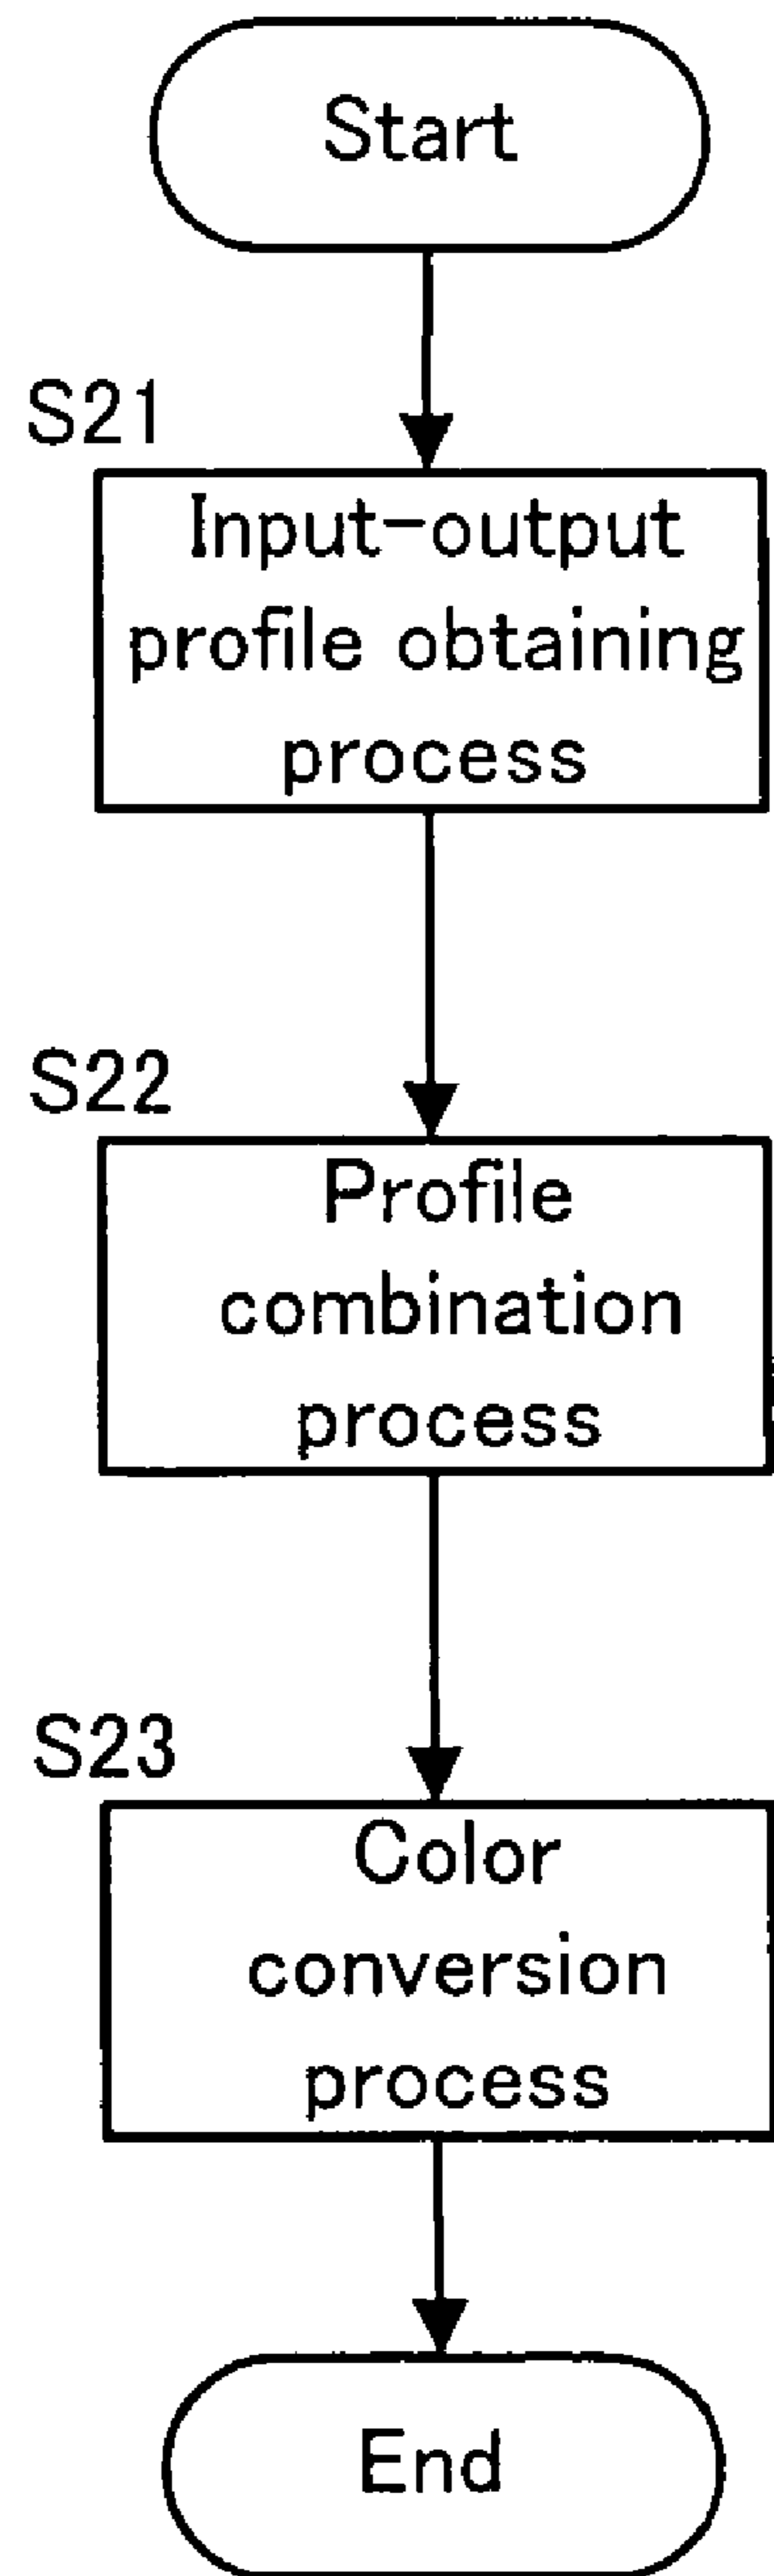 Start
S21
Input-output
profile obtaining
process
S22
Profile
combination
process
S23
Color
conversion
process
End